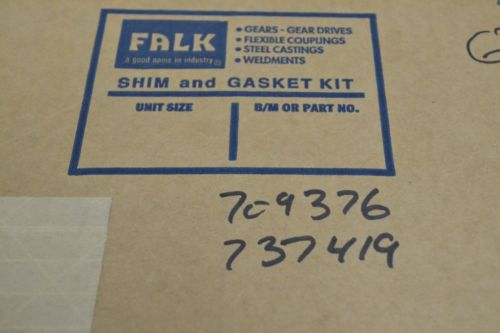 FALK
a good name in industry®
• GEARS - GEAR DRIVES
• FLEXIBLE COUPLINGS
• STEEL CASTINGS
• WELDMENTS
SHIM and GASKET KIT
UNIT SIZE
B/M OR PART NO.
709376
737419